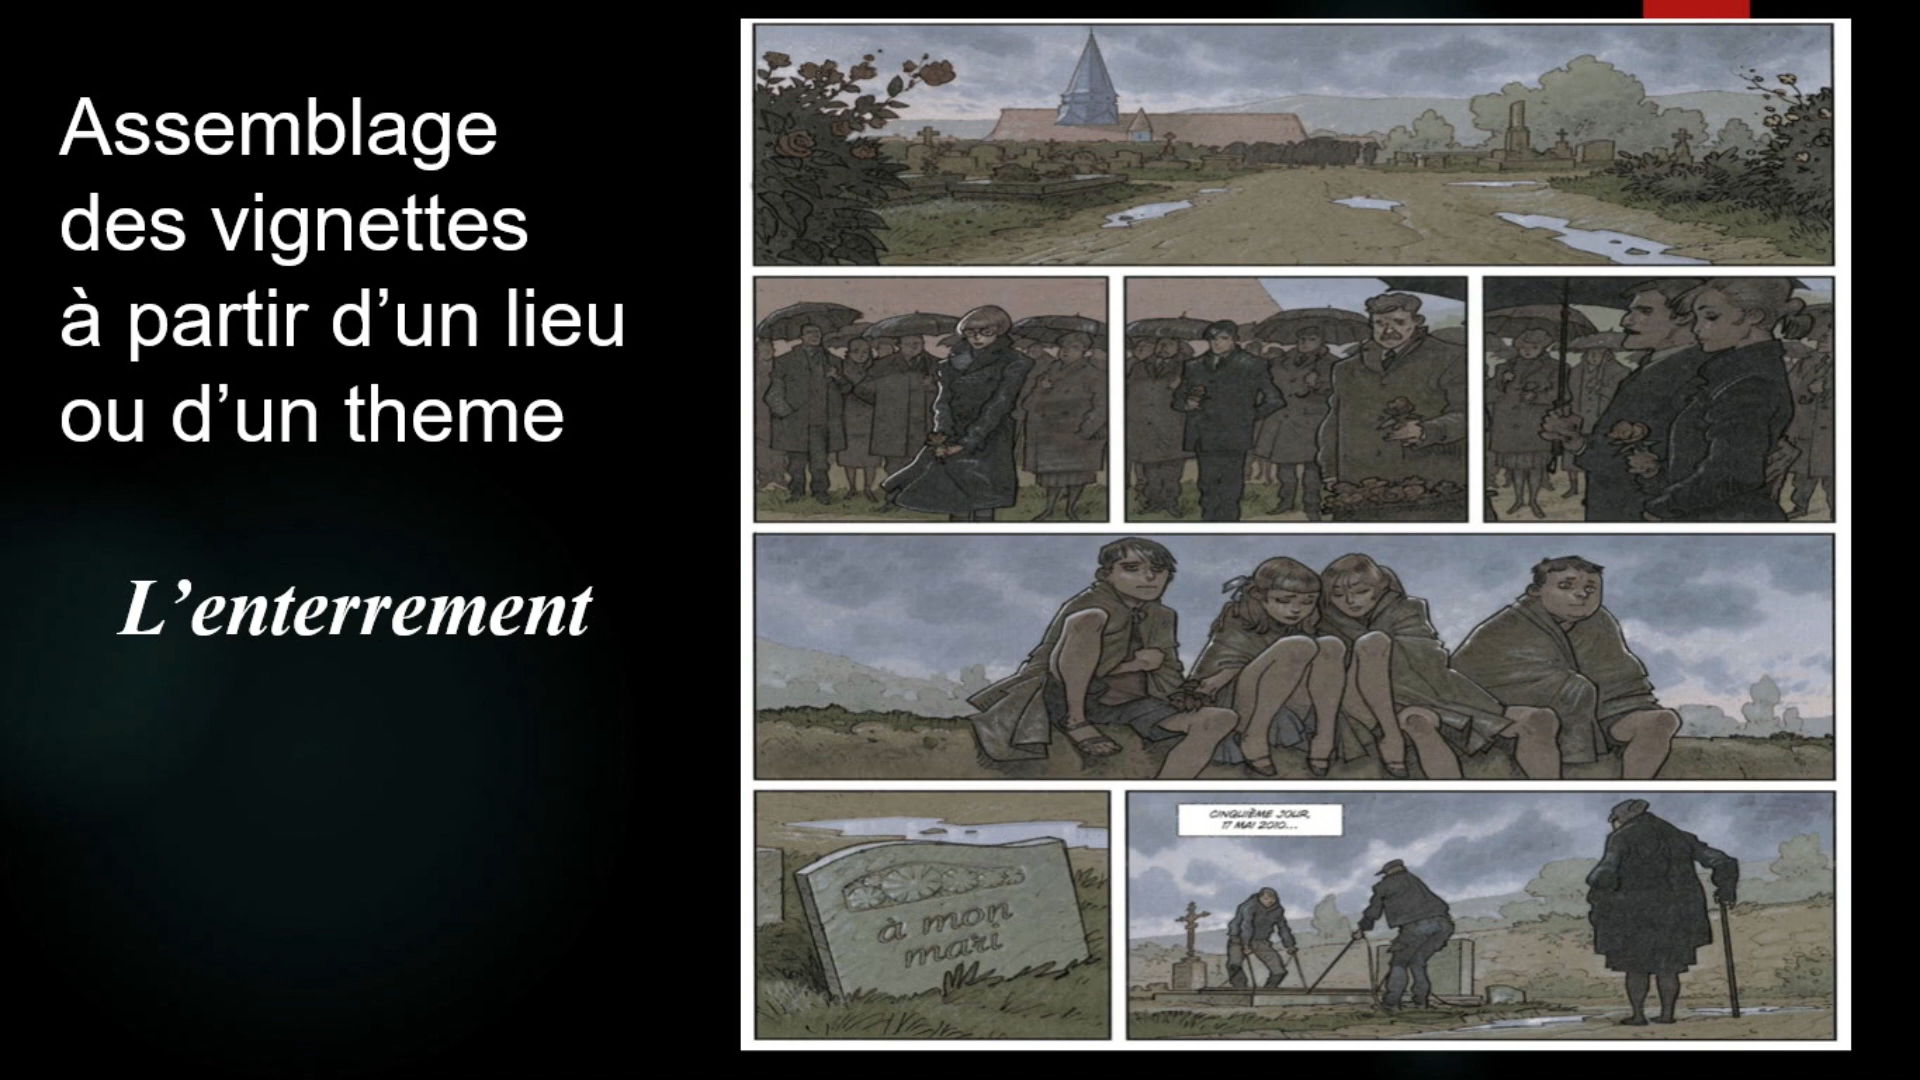 Assemblage
des vignettes
à partir d’un lieu
ou d’un theme
L’enterrement
à mon
mari
CINQUIÈME JOUR,
17 MAI 2010...